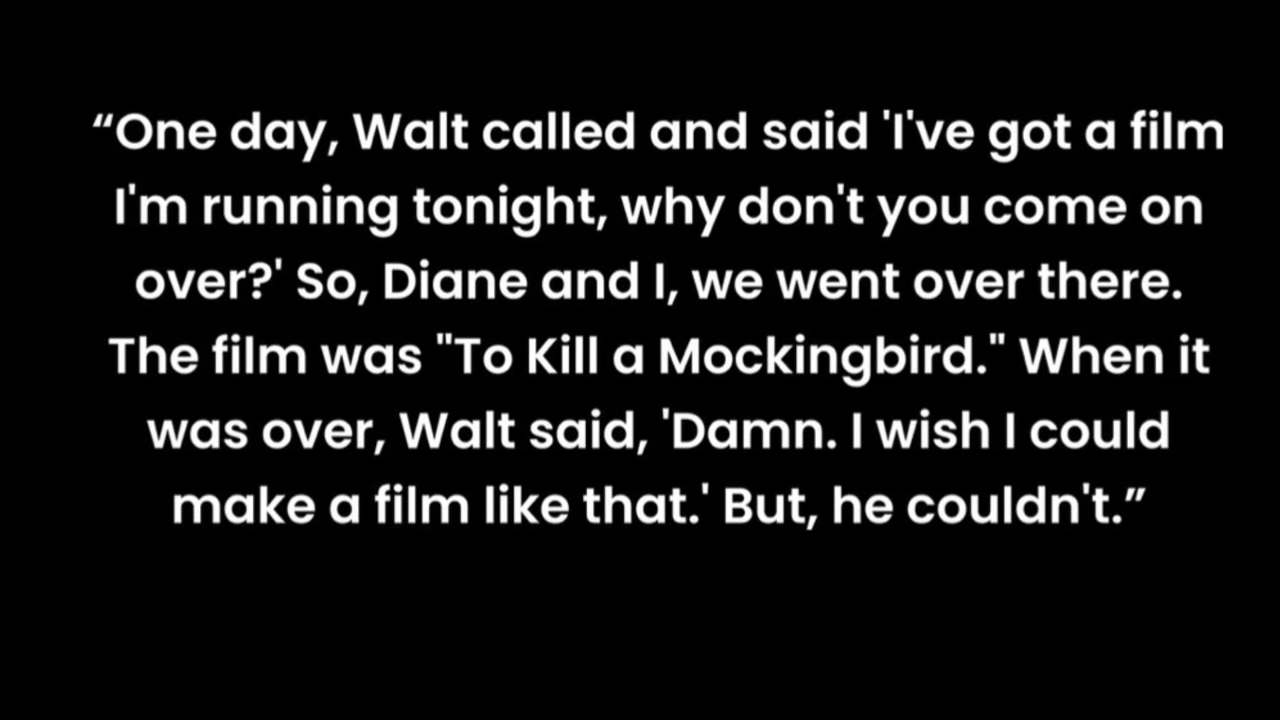 “One day, Walt called and said 'I've got a film
I'm running tonight, why don't you come on
over?' So, Diane and I, we went over there.
The film was "To Kill a Mockingbird." When it
was over, Walt said, 'Damn. I wish I could
make a film like that.' But, he couldn't.”